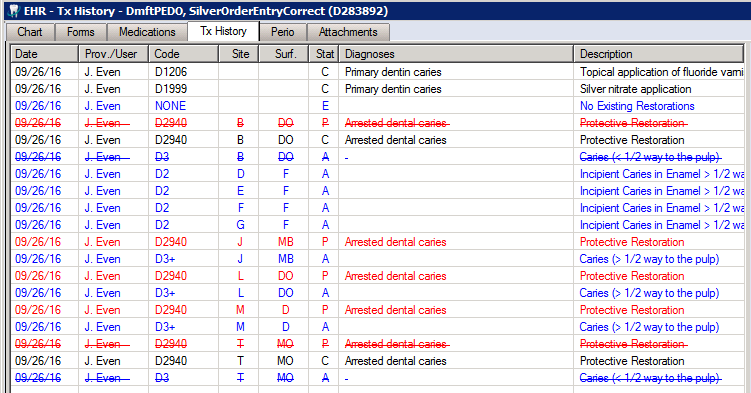 EHR - Tx History - DmftPEDO, SilverOrderEntryCorrect (D283892)
Chart Forms Medications Tx History Perio Attachments
Date Prov./User Code Site Surf. Stat Diagnoses Description
09/26/16 J. Even D1206 C Primary dentin caries Topical application of fluoride varni
09/26/16 J. Even D1999 C Primary dentin caries Silver nitrate application
09/26/16 J. Even NONE E No Existing Restorations
09/26/16 J. Even D2940 B DO P Arrested dental caries Protective Restoration
09/26/16 J. Even D2940 B DO C Arrested dental caries Protective Restoration
09/26/16 J. Even D3 B DO A - Caries (< 1/2 way to the pulp)
09/26/16 J. Even D2 D F A Incipient Caries in Enamel > 1/2 wa
09/26/16 J. Even D2 E F A Incipient Caries in Enamel > 1/2 wa
09/26/16 J. Even D2 F F A Incipient Caries in Enamel > 1/2 wa
09/26/16 J. Even D2 G F A Incipient Caries in Enamel > 1/2 wa
09/26/16 J. Even D2940 J MB P Arrested dental caries Protective Restoration
09/26/16 J. Even D3+ J MB A Caries (> 1/2 way to the pulp)
09/26/16 J. Even D2940 L DO P Arrested dental caries Protective Restoration
09/26/16 J. Even D3+ L DO A Caries (> 1/2 way to the pulp)
09/26/16 J. Even D2940 M D P Arrested dental caries Protective Restoration
09/26/16 J. Even D3+ M D A Caries (> 1/2 way to the pulp)
09/26/16 J. Even D2940 T MO P Arrested dental caries Protective Restoration
09/26/16 J. Even D2940 T MO C Arrested dental caries Protective Restoration
09/26/16 J. Even D3 T MO A - Caries (< 1/2 way to the pulp)